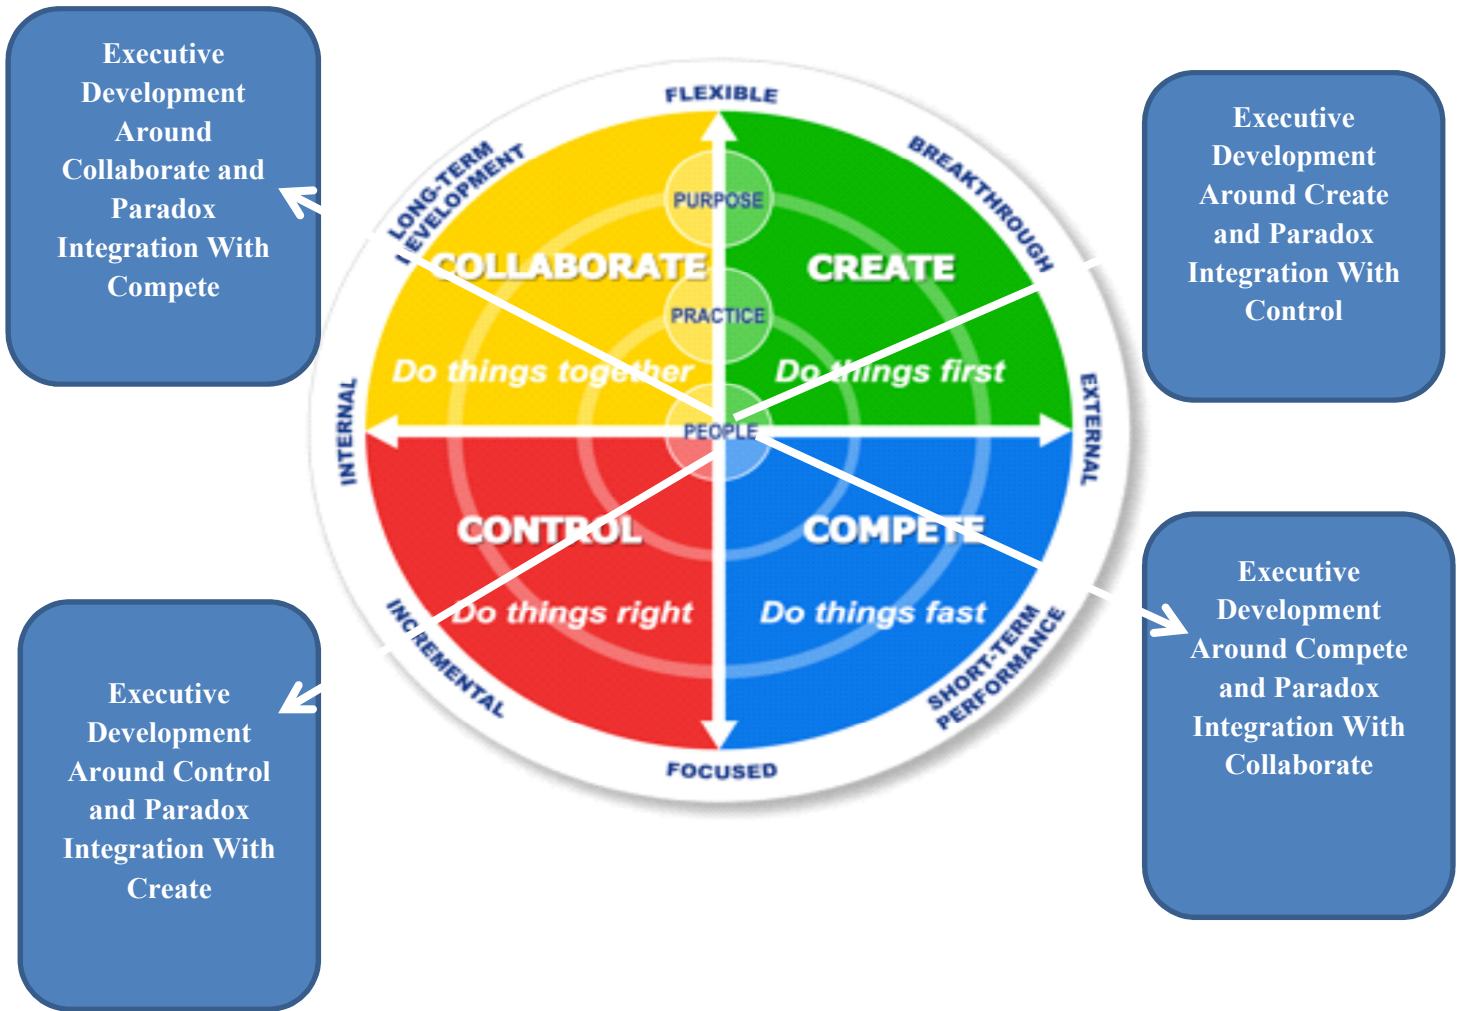 Executive
Development
Around
Collaborate and
Paradox
Integration With
Compete
Executive
Development
Around Create
and Paradox
Integration With
Control
FLEXIBLE
LONG-TERM
DEVELOPMENT
BREAKTHROUGH
PURPOSE
COLLABORATE
CREATE
PRACTICE
Do things together
Do things first
INTERNAL
PEOPLE
EXTERNAL
CONTROL
COMPETE
Do things right
Do things fast
INCREMENTAL
SHORT-TERM
PERFORMANCE
FOCUSED
Executive
Development
Around Control
and Paradox
Integration With
Create
Executive
Development
Around Compete
and Paradox
Integration With
Collaborate